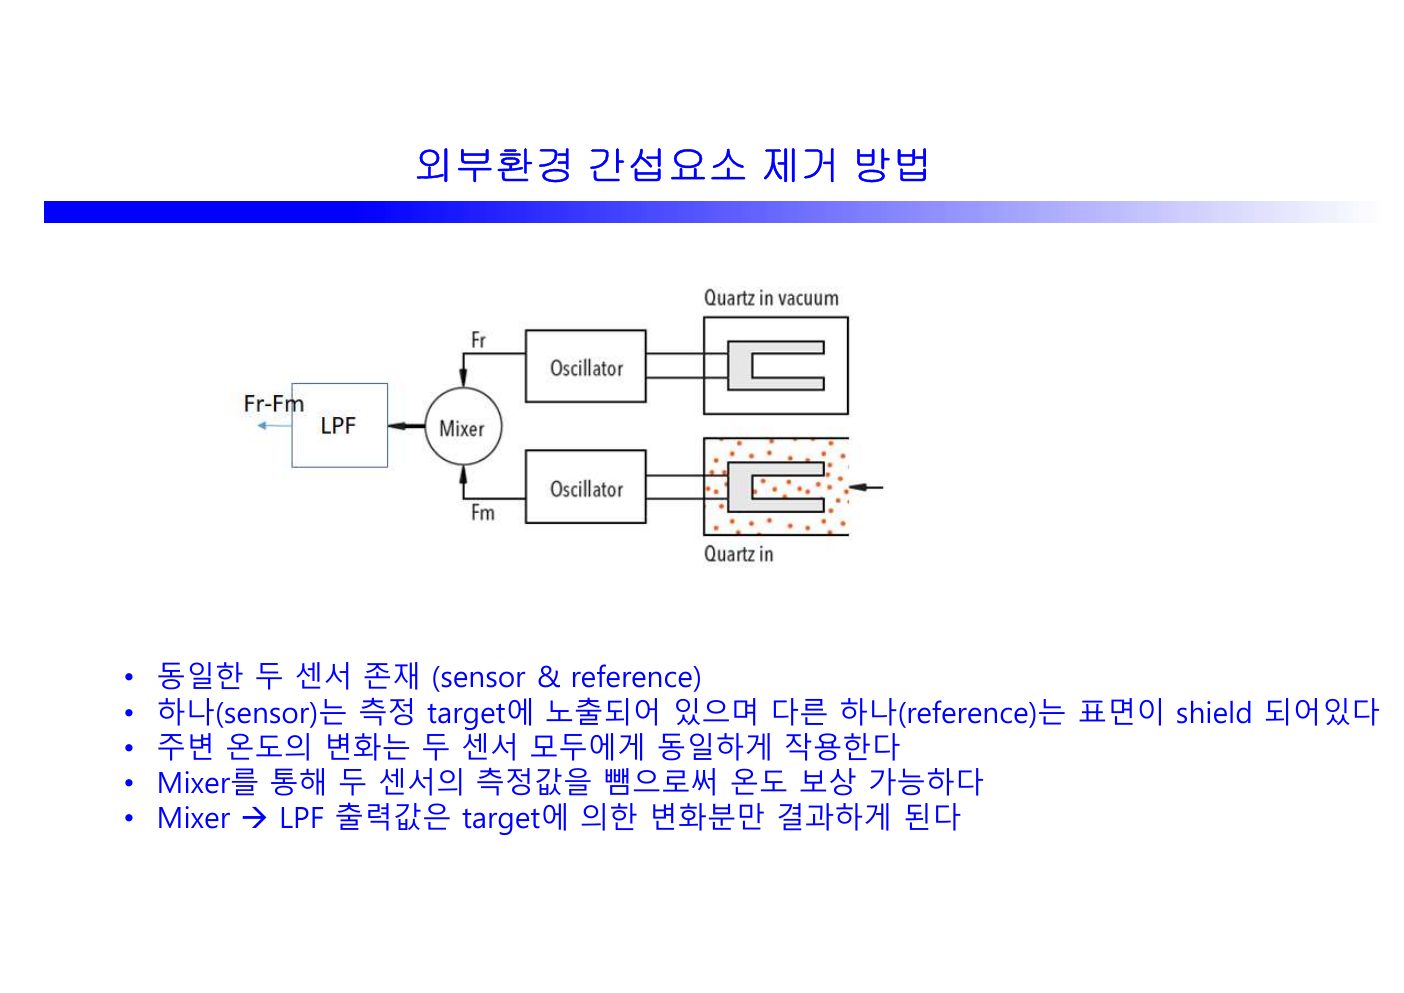 외부환경 간섭요소 제거 방법
Quartz in vacuum
Fr
Oscillator
Fr-Fm
LPF
Mixer
Oscillator
Fm
Quartz in
• 동일한 두 센서 존재 (sensor & reference)
• 하나(sensor)는 측정 target에 노출되어 있으며 다른 하나(reference)는 표면이 shield 되어있다
• 주변 온도의 변화는 두 센서 모두에게 동일하게 작용한다
• Mixer를 통해 두 센서의 측정값을 뺌으로써 온도 보상 가능하다
• Mixer → LPF 출력값은 target에 의한 변화분만 결과하게 된다